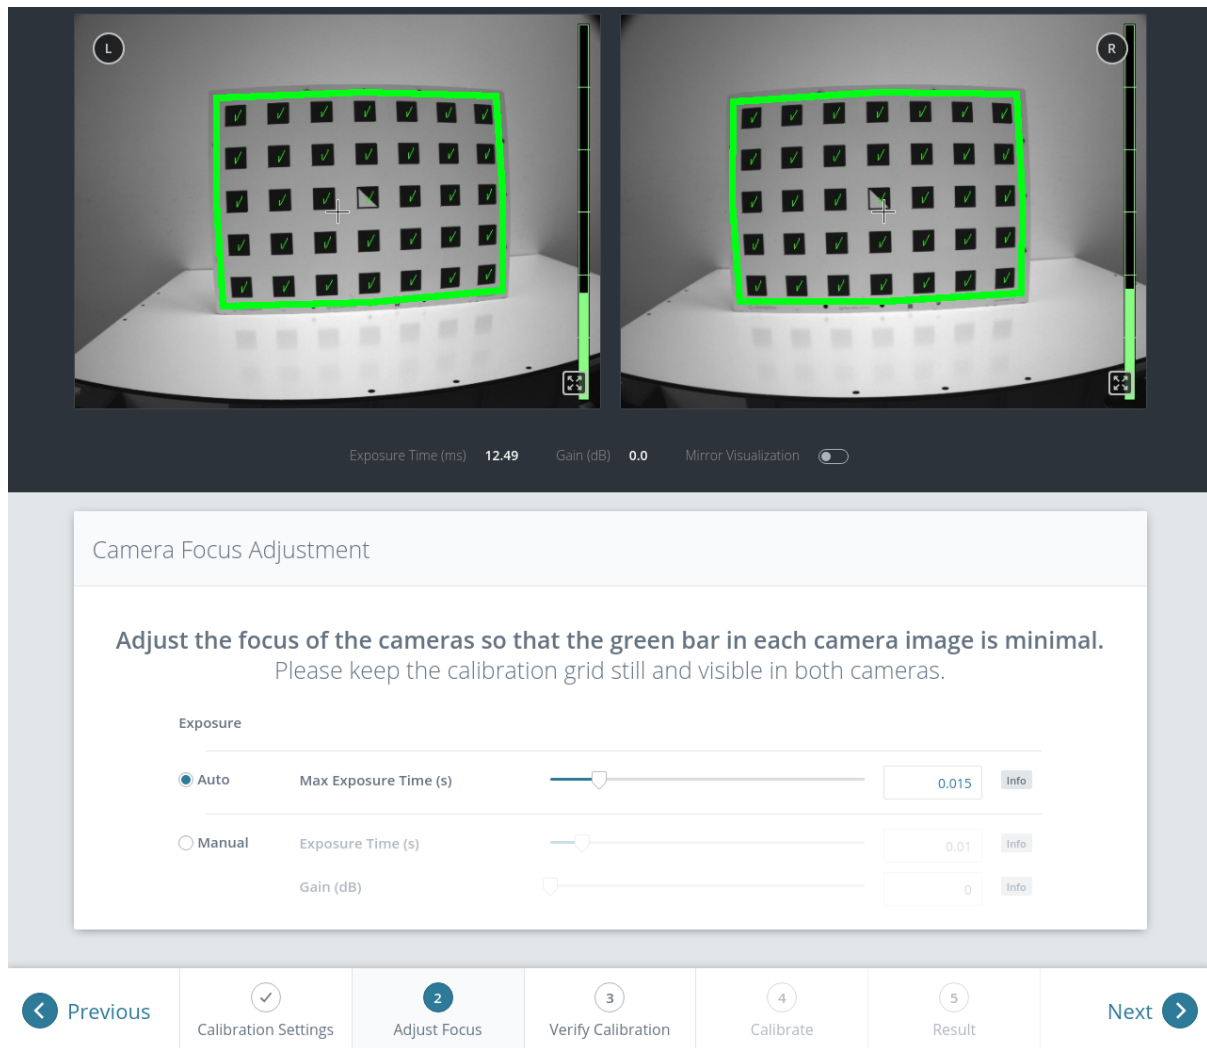 L
R
Exposure Time (ms) 12.49 Gain (dB) 0.0 Mirror Visualization
Camera Focus Adjustment
Adjust the focus of the cameras so that the green bar in each camera image is minimal.
Please keep the calibration grid still and visible in both cameras.
Exposure
Auto Max Exposure Time (s) 0.015 Info
Manual Exposure Time (s) 0.01 Info
Gain (dB) 0 Info
Previous
2 3 4 5
Calibration Settings Adjust Focus Verify Calibration Calibrate Result
Next